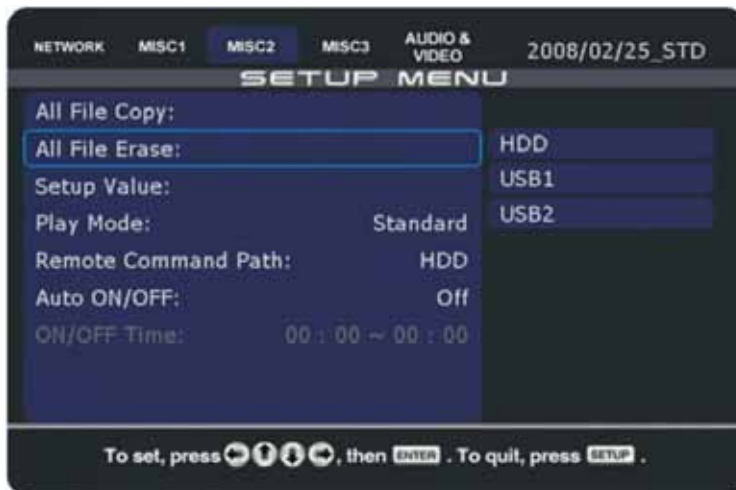 NETWORK MISC1 MISC2 MISC3 AUDIO & VIDEO 2008/02/25_STD
SETUP MENU
All File Copy:
All File Erase: HDD
Setup Value: USB1
Play Mode: Standard USB2
Remote Command Path: HDD
Auto ON/OFF: Off
ON/OFF Time: 00 : 00 ~ 00 : 00
To set, press , then ENTER . To quit, press SETUP .